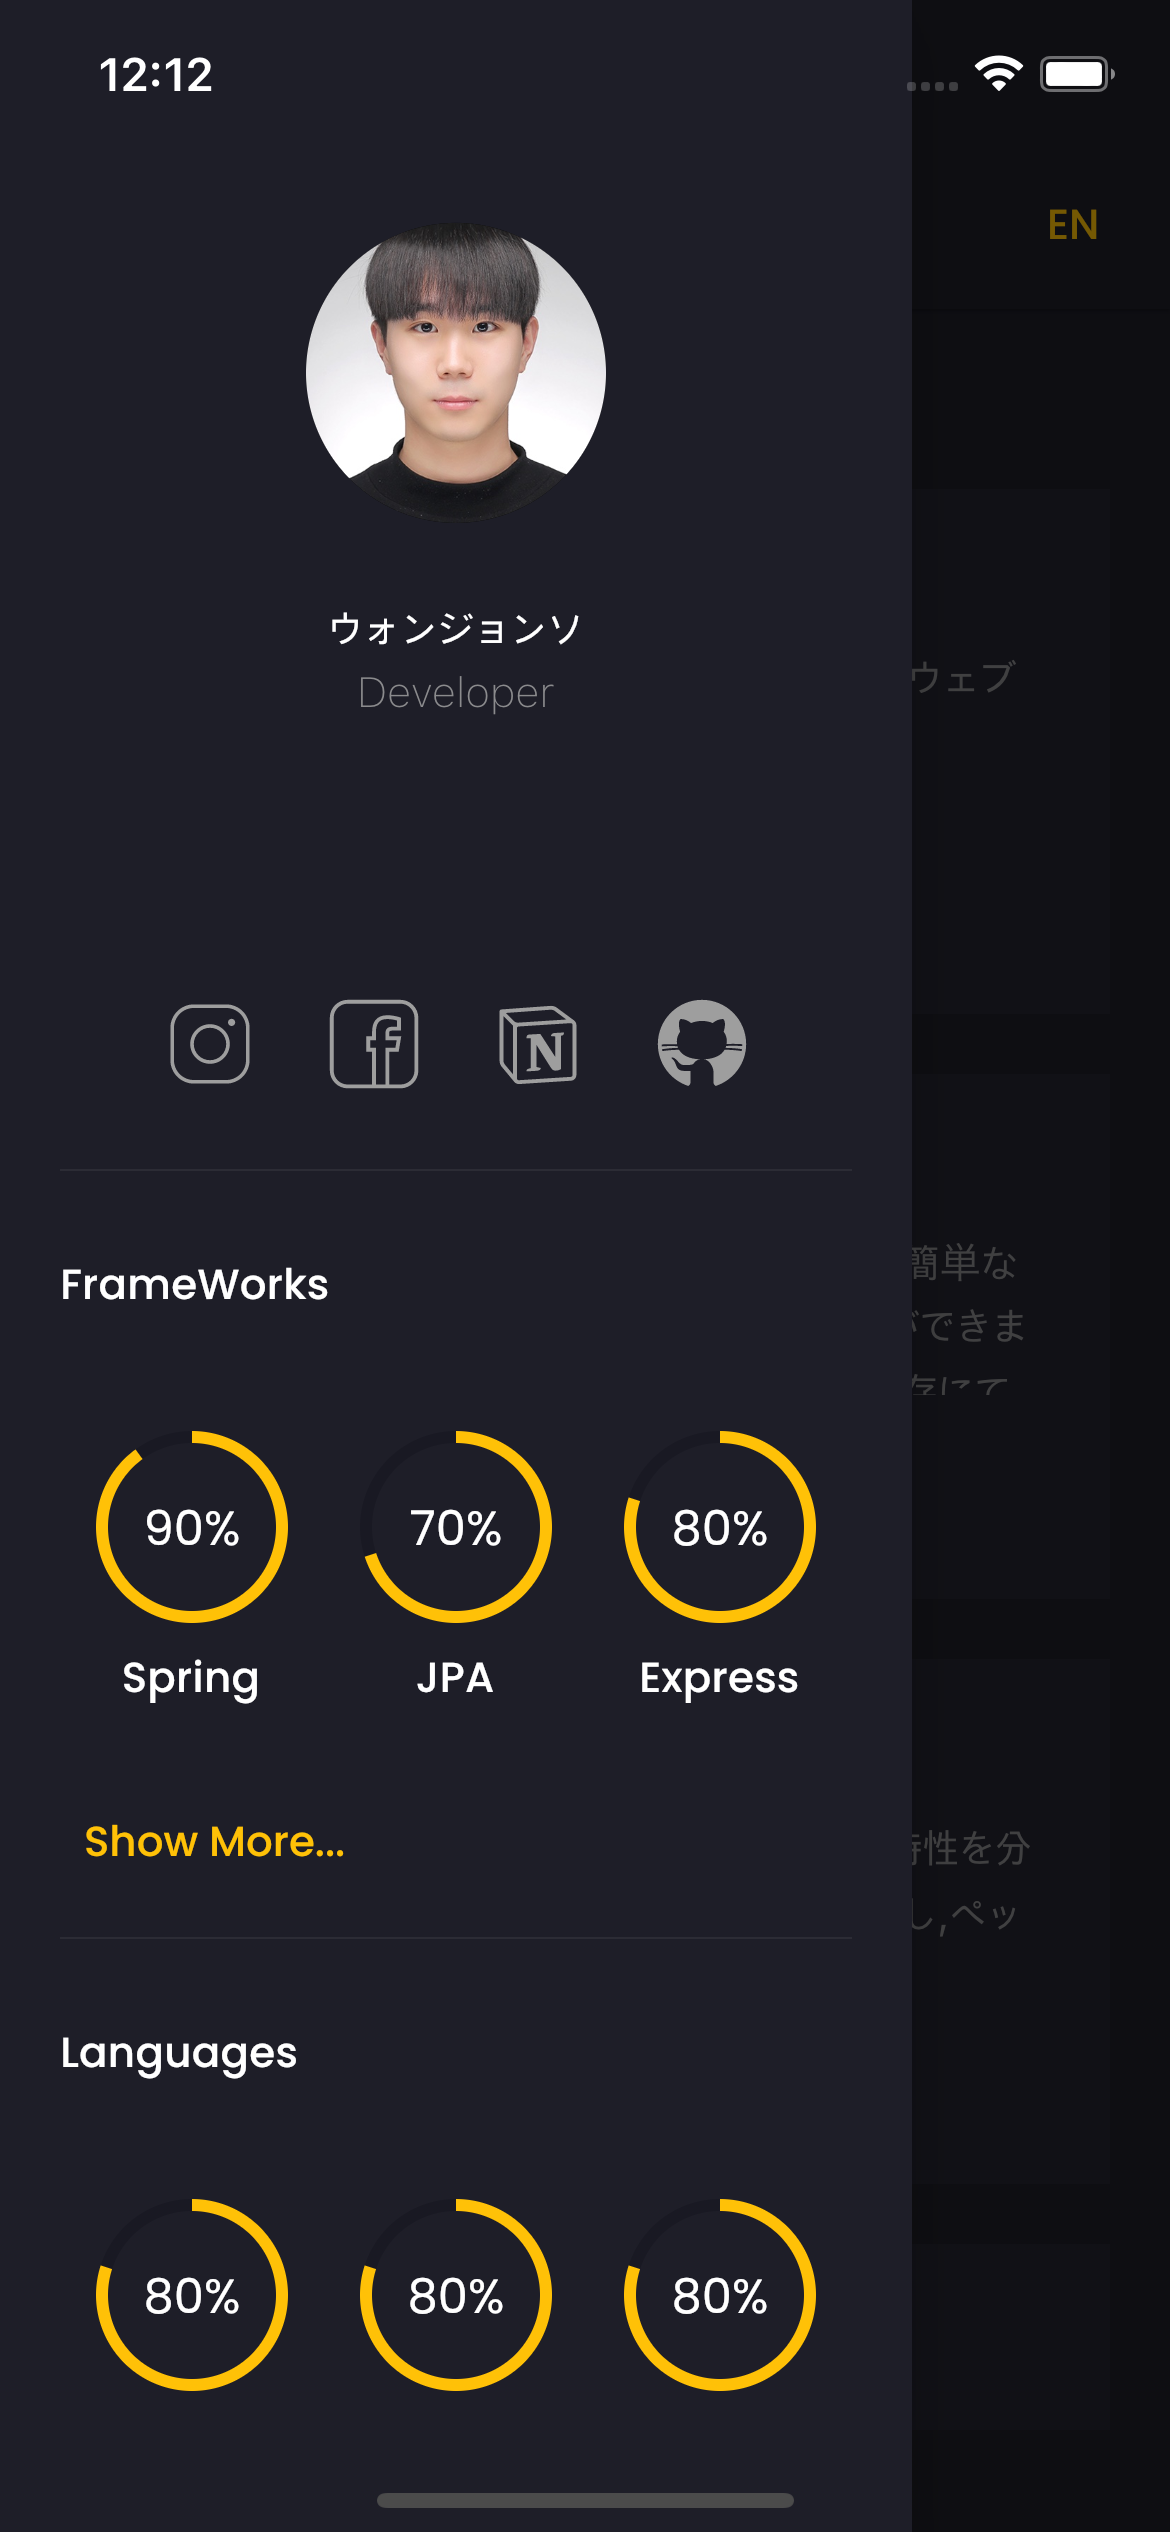 12:12
EN
ウォンジョンソ
Developer
ウェブ
N
FrameWorks
簡単な
できま
90%
70%
80%
Spring
JPA
Express
Show More...
性を分
し,ペッ
Languages
80%
80%
80%